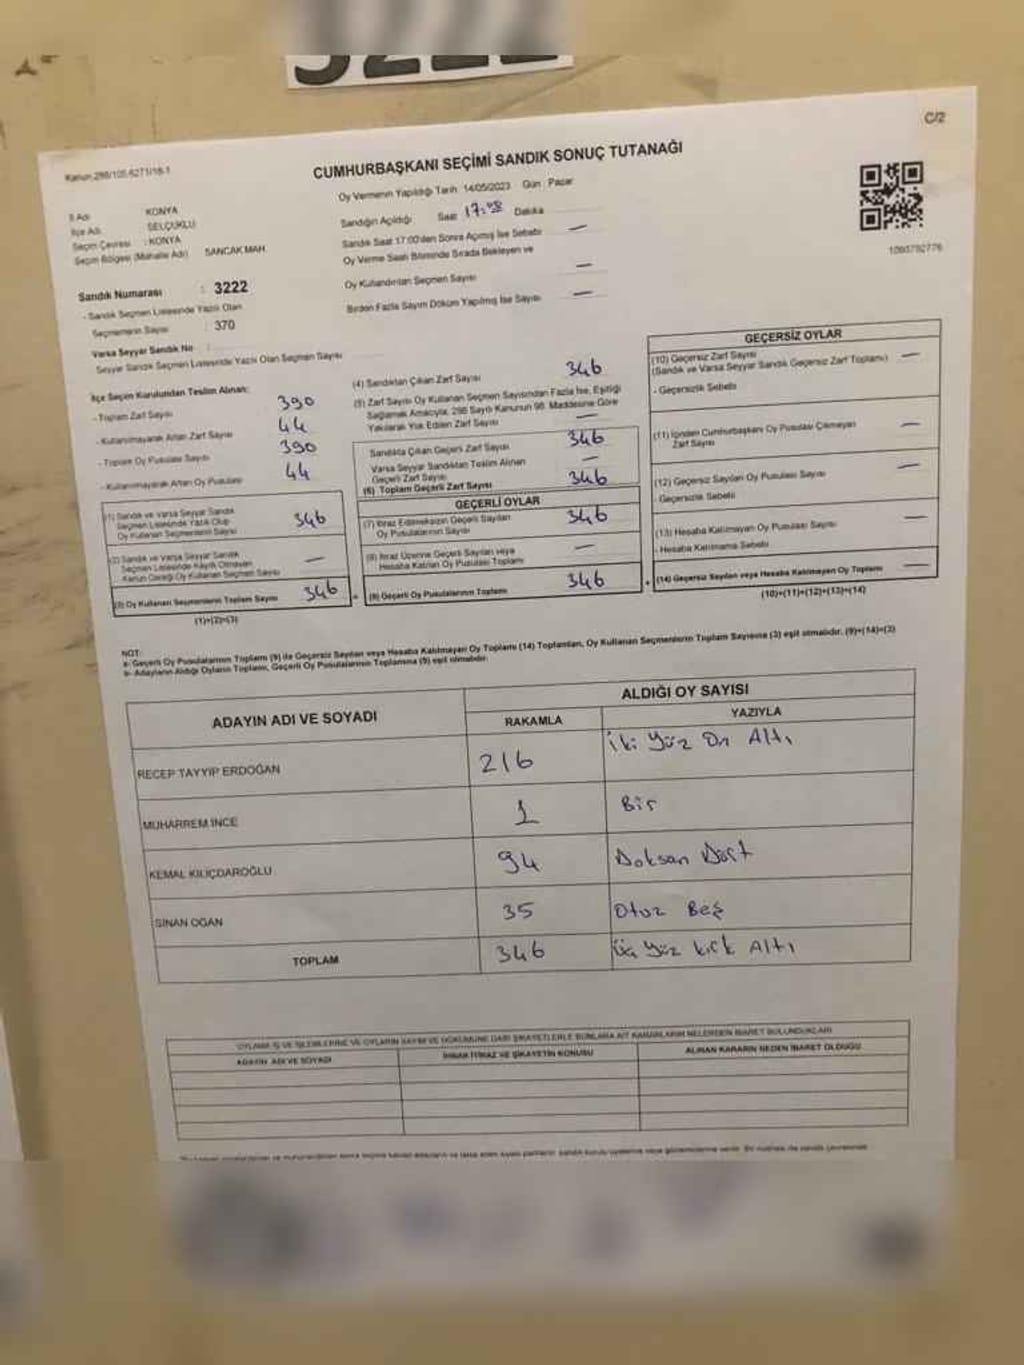 3222
C/2
Kanun.298/105.6271/18-1
CUMHURBAŞKANI SEÇİMİ SANDIK SONUÇ TUTANAĞI
Oy Vermenin Yapıldığı Tarih 14/05/2023 Gün : Pazar
İl Adı KONYA
İlçe Adı SELÇUKLU
Seçim Çevresi : KONYA
Seçim Bölgesi (Mahalle Adı) SANCAK MAH.
Sandığın Açıldığı Saat 17:08 Dakika
Sandık Saat 17:00'den Sonra Açılmış İse Sebebi —
Oy Verme Saati Bitiminde Sırada Bekleyen ve
Oy Kullandırılan Seçmen Sayısı —
Birden Fazla Sayım Döküm Yapılmış İse Sayısı —
1060792776
Sandık Numarası : 3222
- Sandık Seçmen Listesinde Yazılı Olan
Seçmenlerin Sayısı : 370
Varsa Seyyar Sandık No :
Seyyar Sandık Seçmen Listesinde Yazılı Olan Seçmen Sayısı
İlçe Seçim Kurulundan Teslim Alınan:
- Toplam Zarf Sayısı 390
- Kullanılmayarak Artan Zarf Sayısı 44
- Toplam Oy Pusulası Sayısı 390
- Kullanılmayarak Artan Oy Pusulası 44
(1) Sandık ve Varsa Seyyar Sandık
Seçmen Listesinde Yazılı Olup
Oy Kullanan Seçmenlerin Sayısı 346
(2) Sandık ve Varsa Seyyar Sandık
Seçmen Listesinde Kayıtlı Olmayan
Kanun Gereği Oy Kullanan Seçmen Sayısı —
(3) Oy Kullanan Seçmenlerin Toplam Sayısı 346
(1)+(2)=(3)
(4) Sandıktan Çıkan Zarf Sayısı 346
(5) Zarf Sayısı Oy Kullanan Seçmen Sayısından Fazla İse, Eşitliği
Sağlamak Amacıyla, 298 Sayılı Kanunun 98. Maddesine Göre
Yakılarak Yok Edilen Zarf Sayısı —
Sandıkta Çıkan Geçerli Zarf Sayısı 346
Varsa Seyyar Sandıktan Teslim Alınan
Geçerli Zarf Sayısı —
(6) Toplam Geçerli Zarf Sayısı 346
GEÇERLİ OYLAR
(7) İtiraz Edilmeksizin Geçerli Sayılan
Oy Pusulalarının Sayısı 346
(8) İtiraz Üzerine Geçerli Sayılan veya
Hesaba Katılan Oy Pusulası Toplamı —
= (9) Geçerli Oy Pusulalarının Toplamı 346
GEÇERSİZ OYLAR
(10) Geçersiz Zarf Sayısı
(Sandık ve Varsa Seyyar Sandık Geçersiz Zarf Toplamı) —
- Geçersizlik Sebebi
(11) İçinden Cumhurbaşkanı Oy Pusulası Çıkmayan
Zarf Sayısı —
(12) Geçersiz Sayılan Oy Pusulası Sayısı —
- Geçersizlik Sebebi
(13) Hesaba Katılmayan Oy Pusulası Sayısı —
- Hesaba Katılmama Sebebi
+ (14) Geçersiz Sayılan veya Hesaba Katılmayan Oy Toplamı —
(10)+(11)+(12)+(13)=(14)
NOT:
a- Geçerli Oy Pusulalarının Toplamı (9) ile Geçersiz Sayılan veya Hesaba Katılmayan Oy Toplamı (14) Toplamları, Oy Kullanan Seçmenlerin Toplam Sayısına (3) eşit olmalıdır. (9)+(14)=(3)
b- Adayların Aldığı Oyların Toplamı, Geçerli Oy Pusulalarının Toplamına (9) eşit olmalıdır.
ADAYIN ADI VE SOYADI ALDIĞI OY SAYISI
RAKAMLA YAZIYLA
RECEP TAYYİP ERDOĞAN 216 İki Yüz On Altı
MUHARREM İNCE 1 Bir
KEMAL KILIÇDAROĞLU 94 Doksan Dört
SİNAN OĞAN 35 Otuz Beş
TOPLAM 346 Üç Yüz Kırk Altı
OYLAMA İŞ VE İŞLEMLERİNE VE OYLARIN SAYIM VE DÖKÜMÜNE DAİR ŞİKAYETLERLE BUNLARA AİT KARARLARIN NELERDEN İBARET BULUNDUKLARI
ADAYIN ADI VE SOYADI İHBAR İTİRAZ VE ŞİKAYETİN KONUSU ALINAN KARARIN NEDEN İBARET OLDUĞU